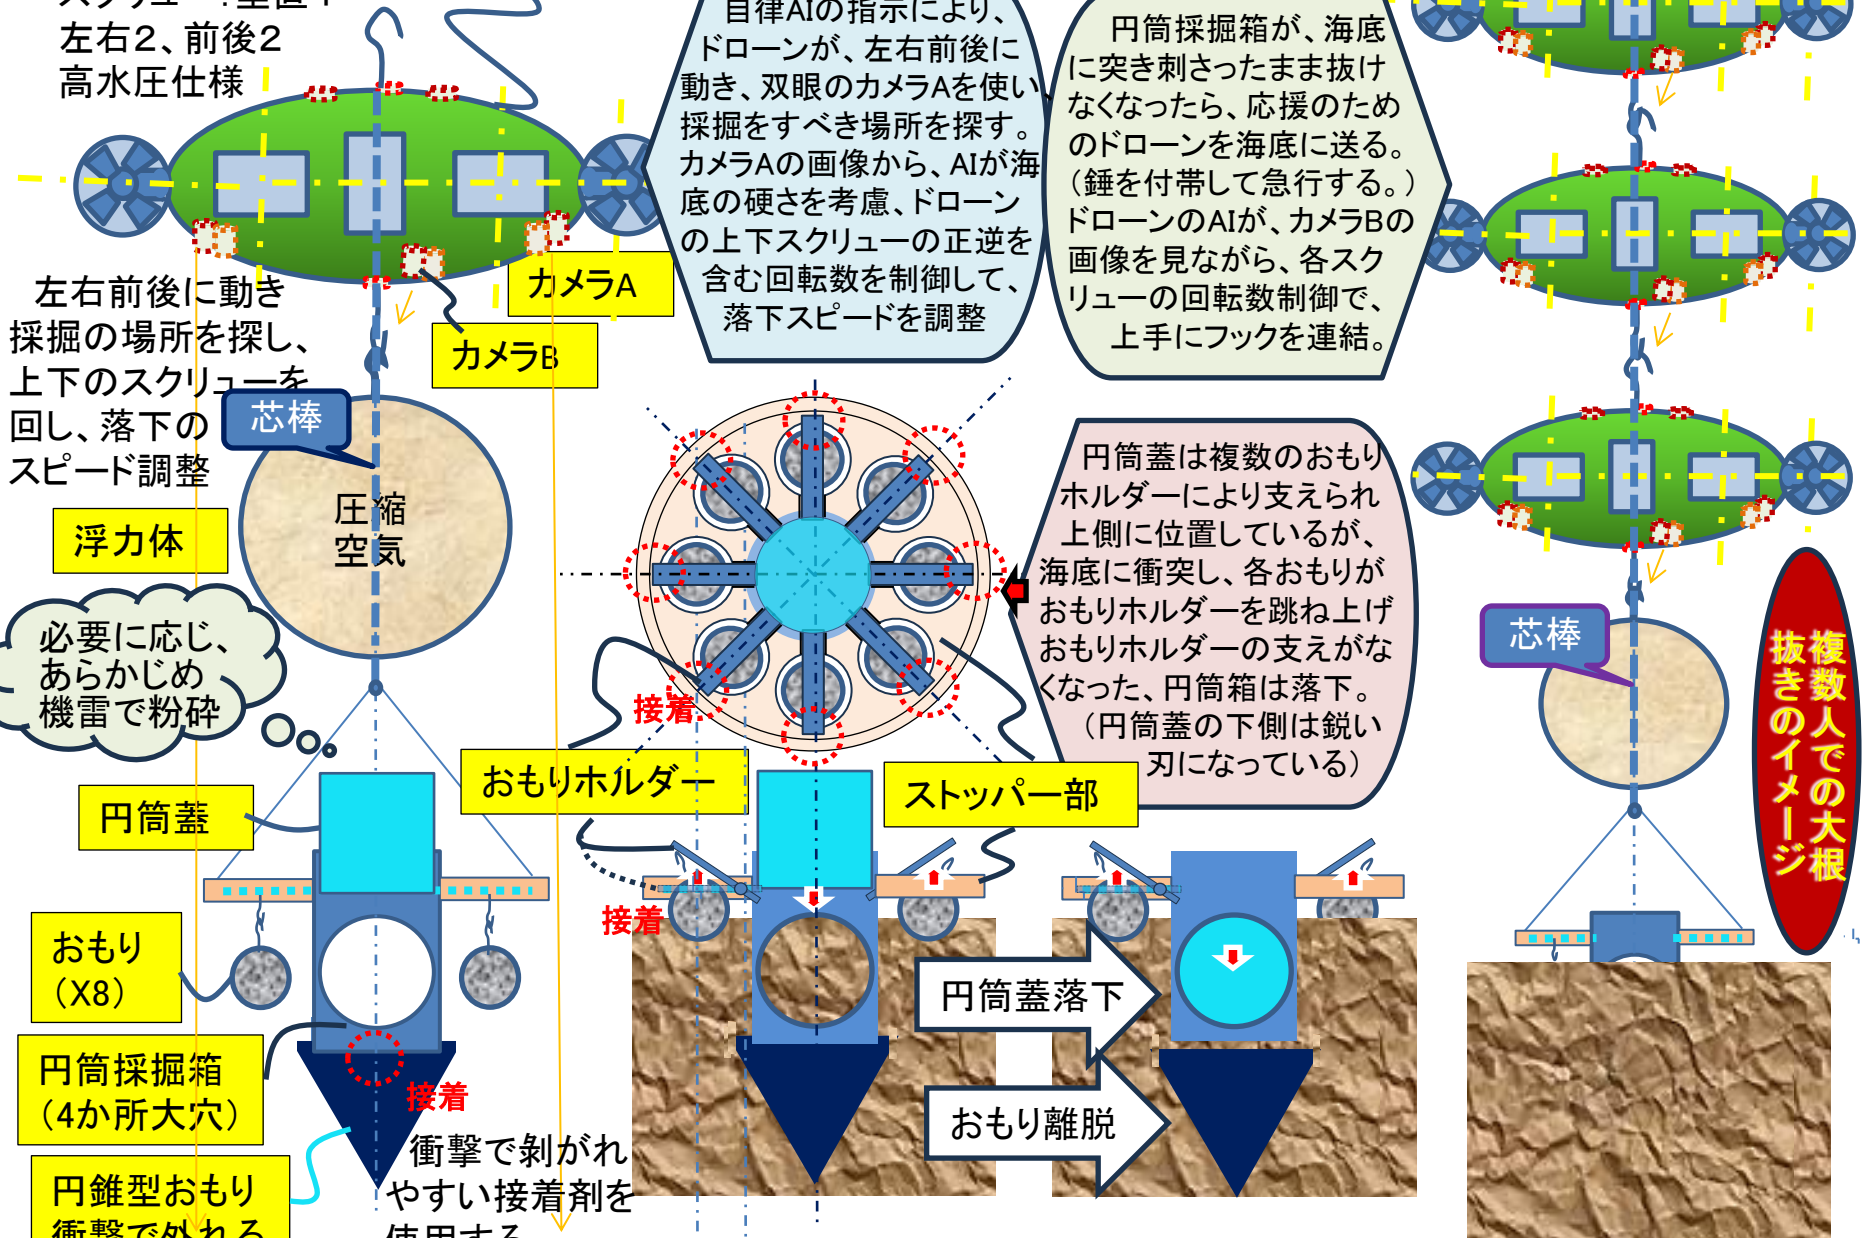 左右2、前後2
高水圧仕様
自律AIの指示により、
ドローンが、左右前後に
動き、双眼のカメラAを使い
採掘をすべき場所を探す。
カメラAの画像から、AIが海
底の硬さを考慮、ドローン
の上下スクリューの正逆を
含む回転数を制御して、
落下スピードを調整
円筒採掘箱が、海底
に突き刺さったまま抜け
なくなったら、応援のため
のドローンを海底に送る。
（錘を付帯して急行する。）
ドローンのAIが、カメラBの
画像を見ながら、各スク
リューの回転数制御で、
上手にフックを連結。
カメラA
カメラB
左右前後に動き
採掘の場所を探し、
上下のスクリューを
回し、落下の
スピード調整
芯棒
圧縮
空気
浮力体
必要に応じ、
あらかじめ
機雷で粉砕
円筒蓋
おもり
（X8）
円筒採掘箱
（4か所大穴）
円錐型おもり
衝撃で外れる
接着
衝撃で剝がれ
やすい接着剤を
使用する
接着
おもりホルダー
ストッパー部
接着
円筒蓋は複数のおもり
ホルダーにより支えられ
上側に位置しているが、
海底に衝突し、各おもりが
おもりホルダーを跳ね上げ
おもりホルダーの支えがな
くなった、円筒箱は落下。
（円筒蓋の下側は鋭い
刃になっている）
円筒蓋落下
おもり離脱
芯棒
複数人での大根
抜きのイメージ